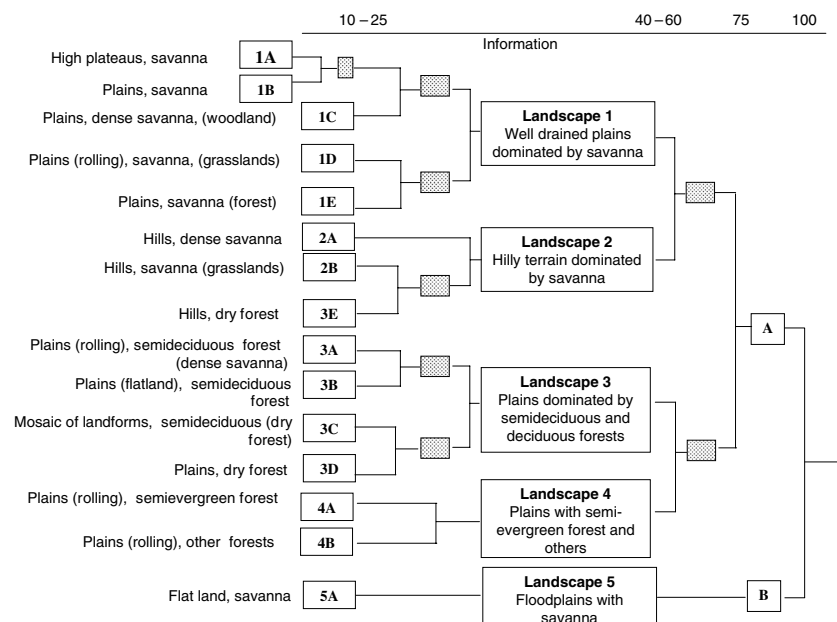 10–25 40–60 75 100
Information
High plateaus, savanna 1A
Plains, savanna 1B
Plains, dense savanna, (woodland) 1C
Plains (rolling), savanna, (grasslands) 1D
Plains, savanna (forest) 1E
Landscape 1
Well drained plains
dominated by savanna
Hills, dense savanna 2A
Hills, savanna (grasslands) 2B
Hills, dry forest 3E
Landscape 2
Hilly terrain dominated
by savanna
A
Plains (rolling), semideciduous forest
(dense savanna) 3A
Plains (flatland), semideciduous
forest 3B
Mosaic of landforms, semideciduous (dry
forest) 3C
Plains, dry forest 3D
Landscape 3
Plains dominated by
semideciduous and
deciduous forests
Plains (rolling), semievergreen forest 4A
Plains (rolling), other forests 4B
Landscape 4
Plains with semi-
evergreen forest and
others
Flat land, savanna 5A
Landscape 5
Floodplains with
savanna.
B